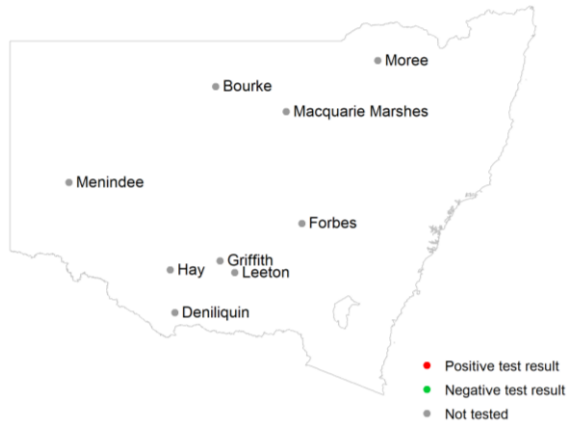 Moree
Bourke
Macquarie Marshes
Menindee
Forbes
Griffith
Hay
Leeton
Deniliquin
Positive test result
Negative test result
Not tested